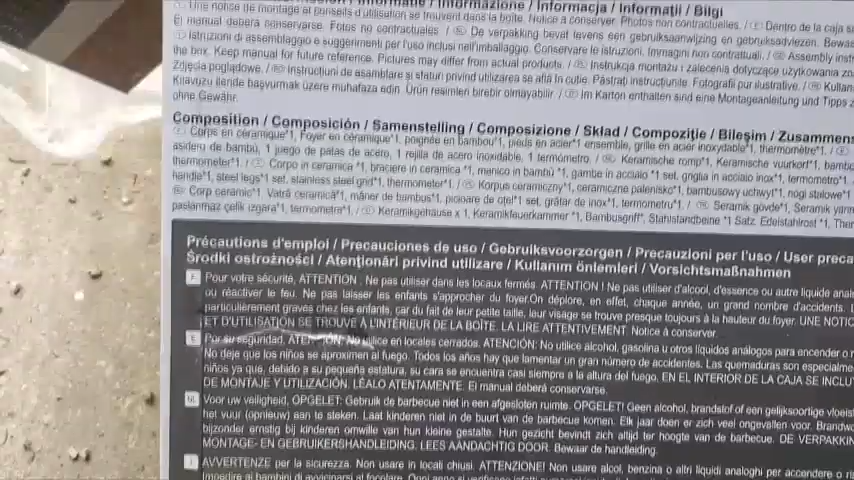 Informatie / Informazione / Informacja / Informaţii / Bilgi
Une notice de montage et conseils d'utilisation se trouvent dans la boîte. Notice à conserver. Photos non contractuelles. / E Dentro de la caja
El manual deberá conservarse. Fotos no contractuales / NL De verpakking bevat tevens een gebruiksaanwijzing en gebruiksadviezen.
Istruzioni di assemblaggio e suggerimenti per l'uso inclusi nell'imballaggio. Conservare le istruzioni. Immagini non contrattuali. / Assembly
the box. Keep manual for future reference. Pictures may differ from actual products. / Instrukcja montażu i zalecenia dotyczące użytkowania
Zdjęcia poglądowe. / Instrucţiuni de asamblare şi sfaturi privind utilizarea se află în cutie. Păstraţi instrucţiunile. Fotografii pur ilustrative. /
Kılavuzu ileride başvurmak üzere muhafaza edin. Ürün resimleri birebir olmayabilir. / Im Karton enthalten sind eine Montageanleitung und Tipps
ohne Gewähr.
Composition / Composición / Samenstelling / Composizione / Skład / Compoziţie / Bileşim /
F Corps en céramique*1, Foyer en céramique*1, poignée en bambou*1, pieds en acier*1 ensemble, grille en acier inoxydable*1, thermomètre*1. /
asidero de bambú, 1 juego de patas de acero, 1 rejilla de acero inoxidable, 1 termómetro. / Keramische romp*1, Keramische vuurkorf*1,
thermometer*1. / Corpo in ceramica *1, braciere in ceramica *1, manico in bambù *1, gambe in acciaio *1 set, griglia in acciaio inox*1, termometro*1.
handle*1, steel legs*1 set, stainless steel grid*1, thermometer*1. / Korpus ceramiczny*1, ceramiczne palenisko*1, bambusowy uchwyt*1, nogi stalowe*1
Corp ceramic*1. Vatră ceramică*1, mâner de bambus*1, picioare de oţel*1 set, grătar de inox*1, termometru*1. / Seramik gövde*1, Seramik
paslanmaz çelik ızgara*1, termometre*1. / Keramikgehäuse x 1, Keramikfeuerkammer *1, Bambusgriff*, Stahlstandbeine *1 Satz, Edelstahlrost *1,
Précautions d'emploi / Precauciones de uso / Gebruiksvoorzorgen / Precauzioni per l'uso / User
Środki ostrożności / Atenţionări privind utilizare / Kullanım önlemleri / Vorsichtsmaßnahmen
F Pour votre sécurité, ATTENTION : Ne pas utiliser dans les locaux fermés. ATTENTION ! Ne pas utiliser d'alcool, d'essence ou autre liquide
ou réactiver le feu. Ne pas laisser les enfants s'approcher du foyer.On déplore, en effet, chaque année, un grand nombre d'accidents.
particulièrement graves chez les enfants, car du fait de leur petite taille, leur visage se trouve presque toujours à la hauteur du foyer. UNE
ET D'UTILISATION SE TROUVE À L'INTÉRIEUR DE LA BOÎTE. LA LIRE ATTENTIVEMENT. Notice à conserver.
E Por su seguridad, ATENCIÓN: No utilice en locales cerrados. ATENCIÓN: No utilice alcohol, gasolina u otros líquidos análogos para encender o
No deje que los niños se aproximen al fuego. Todos los años hay que lamentar un gran número de accidentes. Las quemaduras son
niños ya que, debido a su pequeña estatura, su cara se encuentra casi siempre a la altura del fuego. EN EL INTERIOR DE LA CAJA SE
DE MONTAJE Y UTILIZACIÓN. LÉALO ATENTAMENTE. El manual deberá conservarse.
NL Voor uw veiligheid, OPGELET: Gebruik de barbecue niet in een afgesloten ruimte. OPGELET! Geen alcohol, brandstof of een gelijksoortige
het vuur (opnieuw) aan te steken. Laat kinderen niet in de buurt van de barbecue komen. Elk jaar doen er zich veel ongevallen voor.
bijzonder ernstig bij kinderen omwille van hun kleine gestalte. Hun gezicht bevindt zich altijd ter hoogte van de barbecue. DE
MONTAGE- EN GEBRUIKERSHANDLEIDING. LEES AANDACHTIG DOOR. Bewaar de handleiding.
I AVVERTENZE per la sicurezza. Non usare in locali chiusi. ATTENZIONE! Non usare alcol, benzina o altri liquidi analoghi per accendere o
Impedire ai bambini di avvicinarsi al focolare.